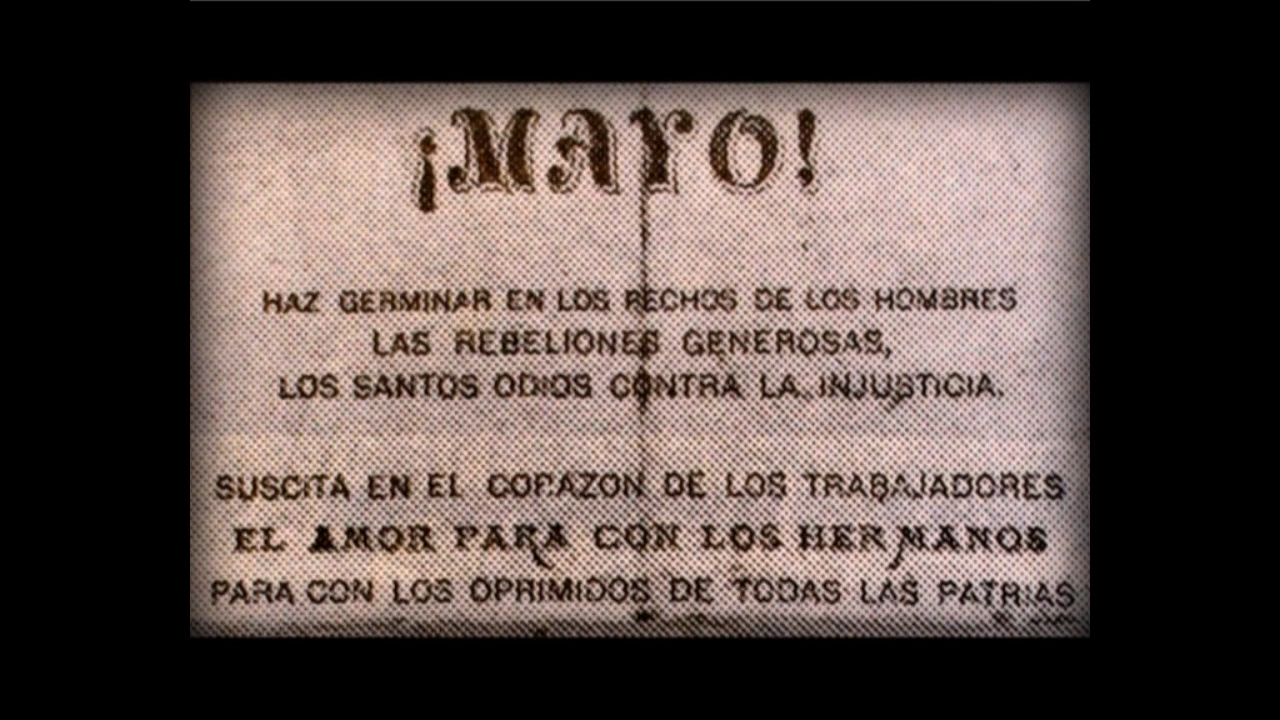 ¡MAYO!
HAZ GERMINAR EN LOS PECHOS DE LOS HOMBRES
LAS REBELIONES GENEROSAS,
LOS SANTOS ODIOS CONTRA LA INJUSTICIA.
SUSCITA EN EL CORAZON DE LOS TRABAJADORES
EL AMOR PARA CON LOS HERMANOS
PARA CON LOS OPRIMIDOS DE TODAS LAS PATRIAS